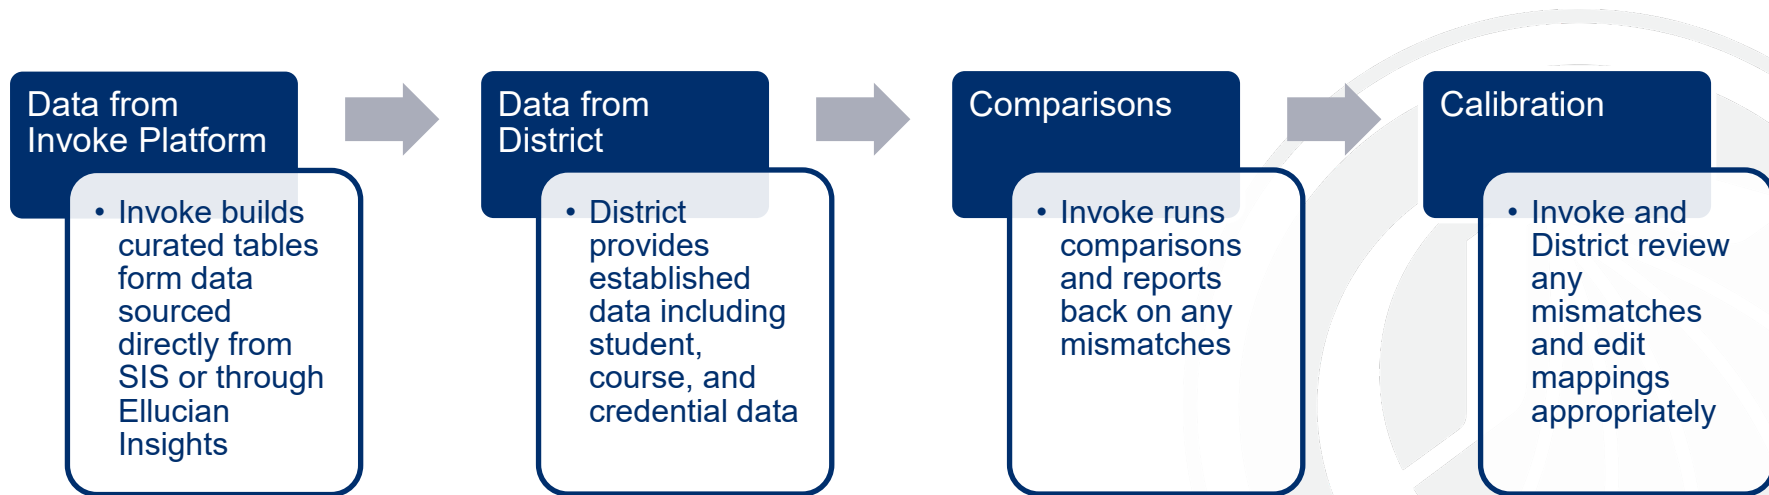 Data from
Invoke Platform
• Invoke builds
curated tables
form data
sourced
directly from
SIS or through
Ellucian
Insights
Data from
District
• District
provides
established
data including
student,
course, and
credential data
Comparisons
• Invoke runs
comparisons
and reports
back on any
mismatches
Calibration
• Invoke and
District review
any
mismatches
and edit
mappings
appropriately